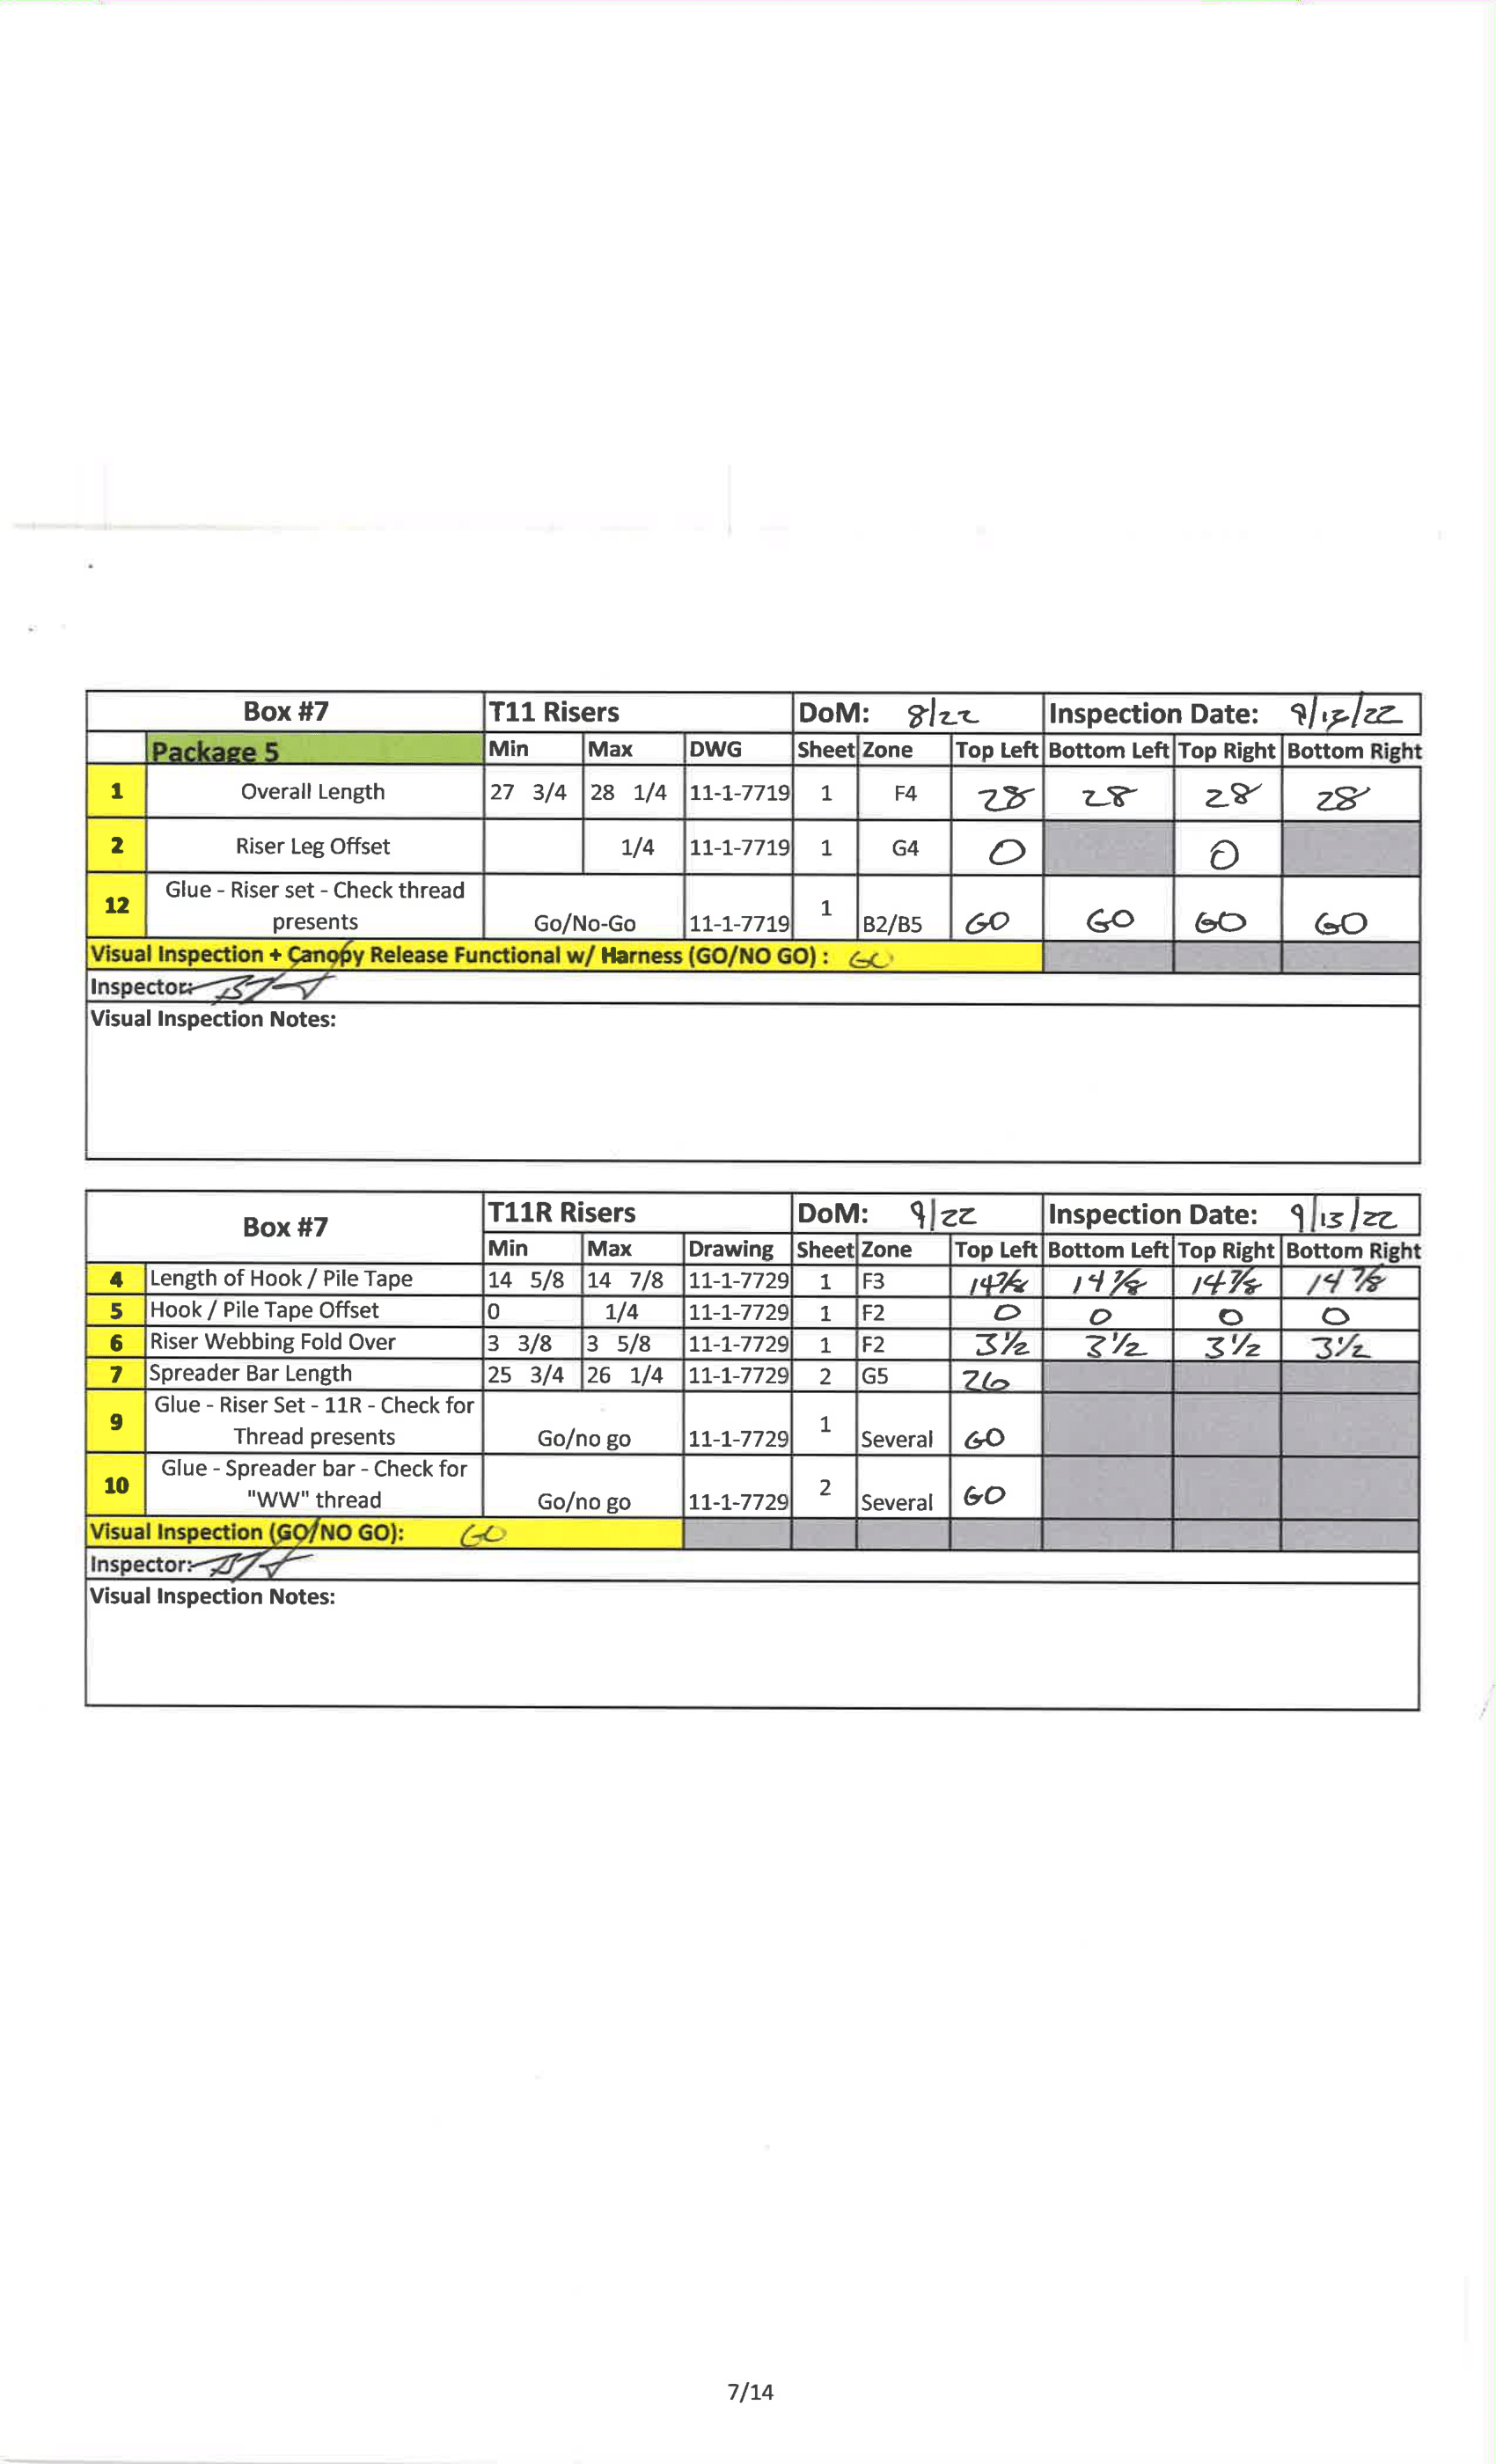 Box #7 T11 Risers DoM: 8/22 Inspection Date: 9/13/22
Package 5 Min Max DWG Sheet Zone Top Left Bottom Left Top Right Bottom Right
1 Overall Length 27 3/4 28 1/4 11-1-7719 1 F4 28 28 28 28
2 Riser Leg Offset 1/4 11-1-7719 1 G4 0 0
12 Glue - Riser set - Check thread
presents Go/No-Go 11-1-7719 1 B2/B5 GO GO GO GO
Visual Inspection + Canopy Release Functional w/ Harness (GO/NO GO) : GO
Inspector:
Visual Inspection Notes:
Box #7 T11R Risers DoM: 9/22 Inspection Date: 9/13/22
Min Max Drawing Sheet Zone Top Left Bottom Left Top Right Bottom Right
4 Length of Hook / Pile Tape 14 5/8 14 7/8 11-1-7729 1 F3 14 7/8 14 7/8 14 7/8 14 7/8
5 Hook / Pile Tape Offset 0 1/4 11-1-7729 1 F2 0 0 0 0
6 Riser Webbing Fold Over 3 3/8 3 5/8 11-1-7729 1 F2 3 1/2 3 1/2 3 1/2 3 1/2
7 Spreader Bar Length 25 3/4 26 1/4 11-1-7729 2 G5 26
9 Glue - Riser Set - 11R - Check for
Thread presents Go/no go 11-1-7729 1 Several GO
10 Glue - Spreader bar - Check for
"WW" thread Go/no go 11-1-7729 2 Several GO
Visual Inspection (GO/NO GO): GO
Inspector:
Visual Inspection Notes:
7/14